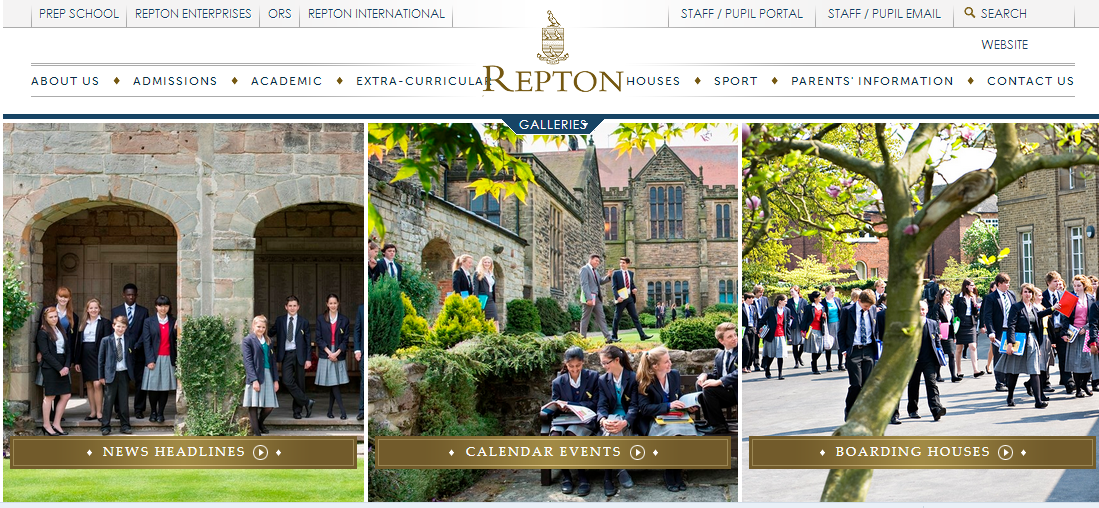 PREP SCHOOL REPTON ENTERPRISES ORS REPTON INTERNATIONAL STAFF / PUPIL PORTAL STAFF / PUPIL EMAIL SEARCH
WEBSITE
ABOUT US ♦ ADMISSIONS ♦ ACADEMIC ♦ EXTRA-CURRICULAR REPTON HOUSES ♦ SPORT ♦ PARENTS' INFORMATION ♦ CONTACT US
GALLERIES
NEWS HEADLINES
CALENDAR EVENTS
BOARDING HOUSES